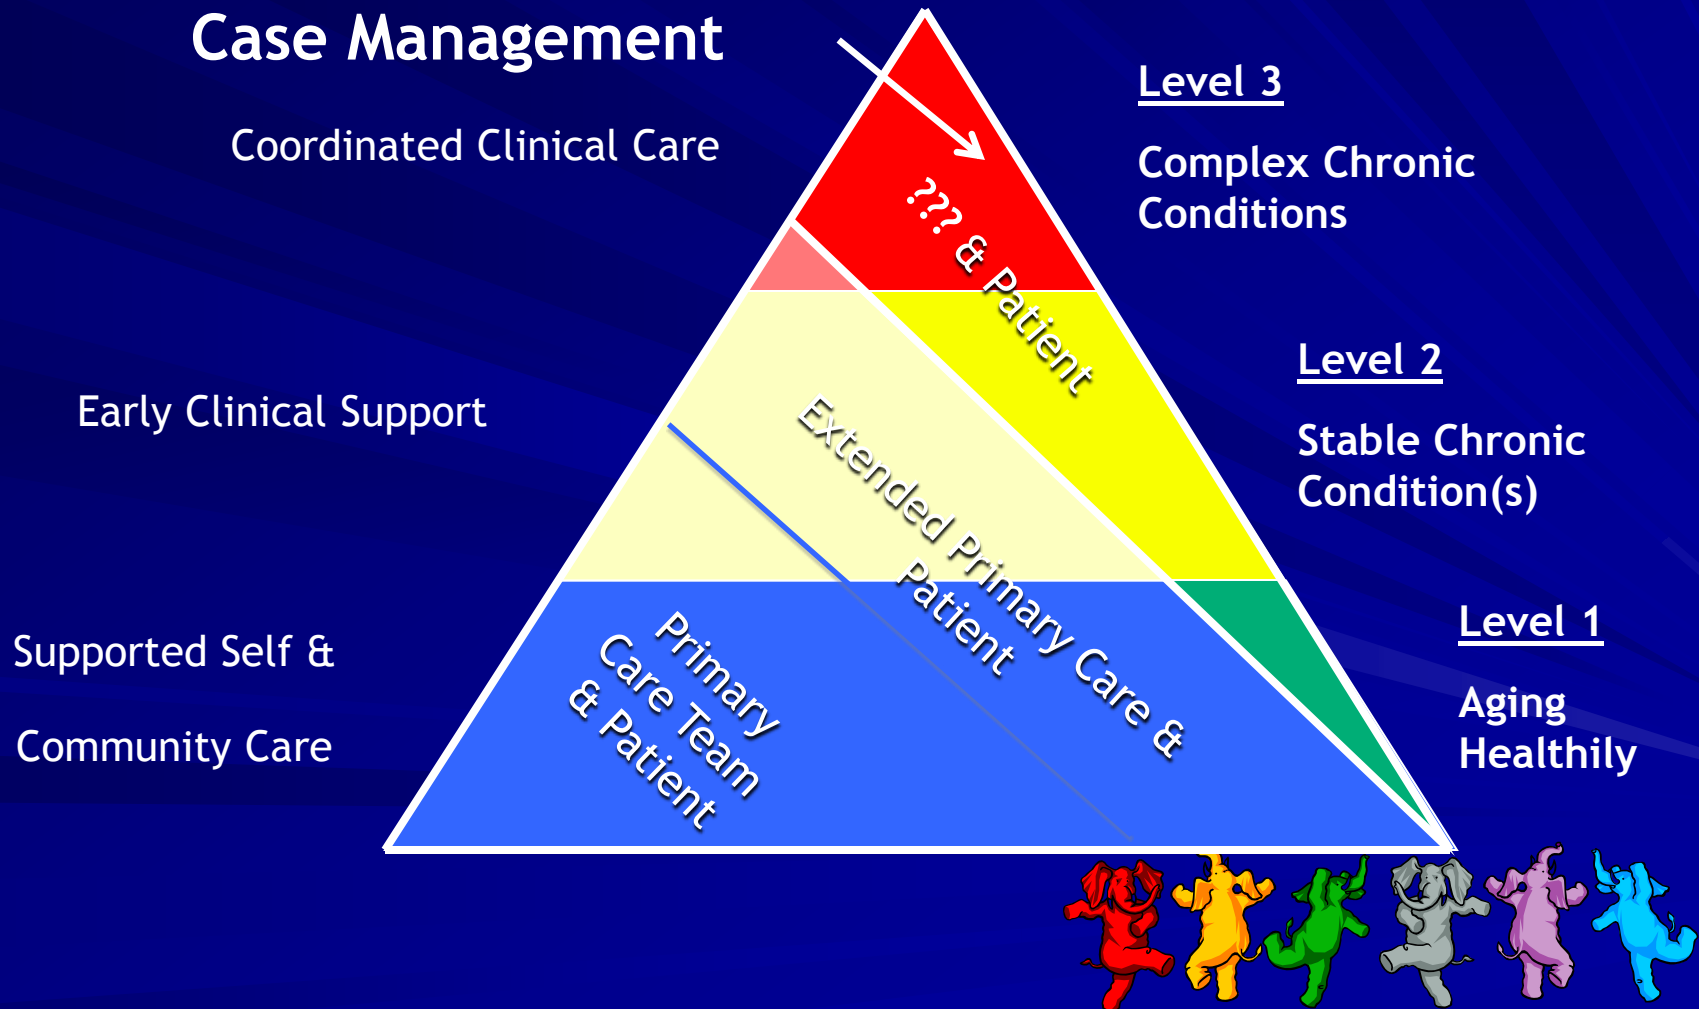 Case Management
Coordinated Clinical Care
Level 3
Complex Chronic
Conditions
??? & Patient
Early Clinical Support
Level 2
Stable Chronic
Condition(s)
Extended Primary Care &
Patient
Supported Self &
Community Care
Primary
Care Team
& Patient
Level 1
Aging
Healthily